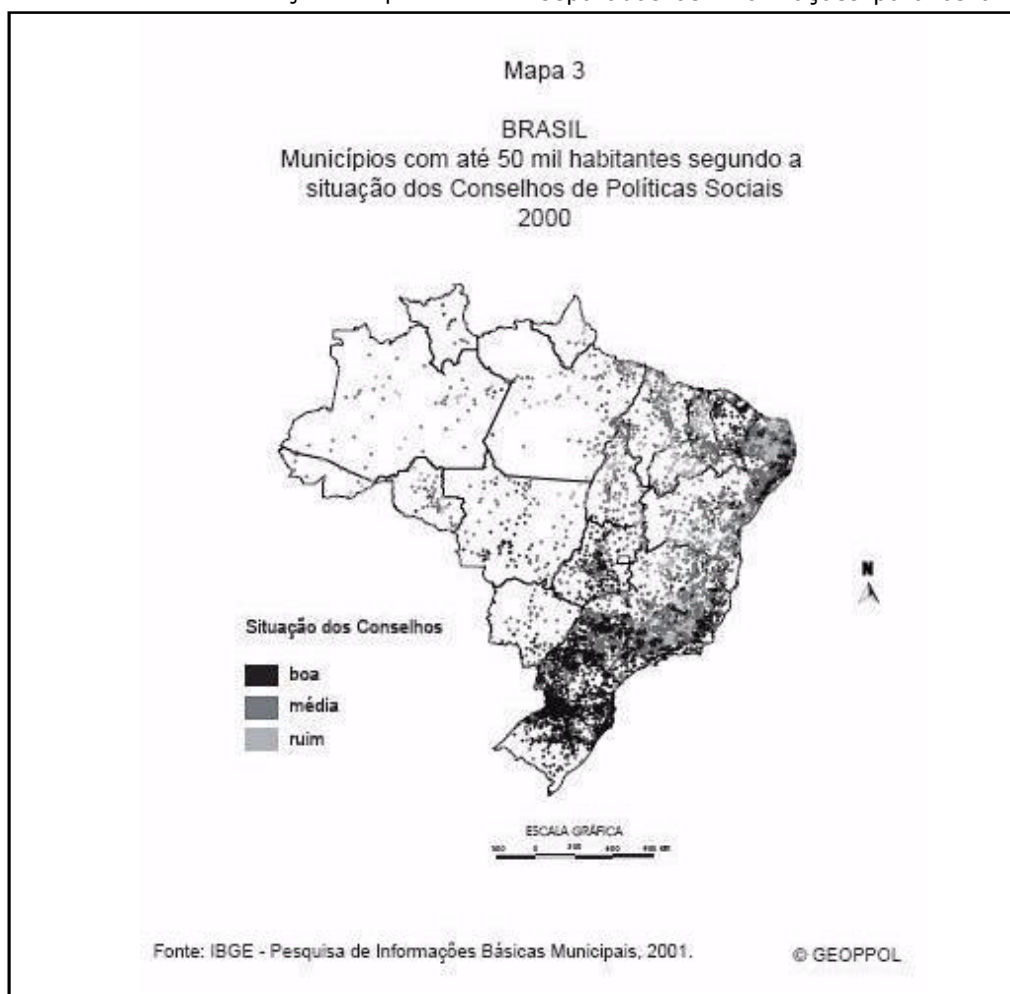 Mapa 3
BRASIL
Municípios com até 50 mil habitantes segundo a
situação dos Conselhos de Políticas Sociais
2000
N
Situação dos Conselhos
boa
média
ruim
ESCALA GRÁFICA
0
Fonte: IBGE - Pesquisa de Informações Básicas Municipais, 2001.
© GEOPPOL